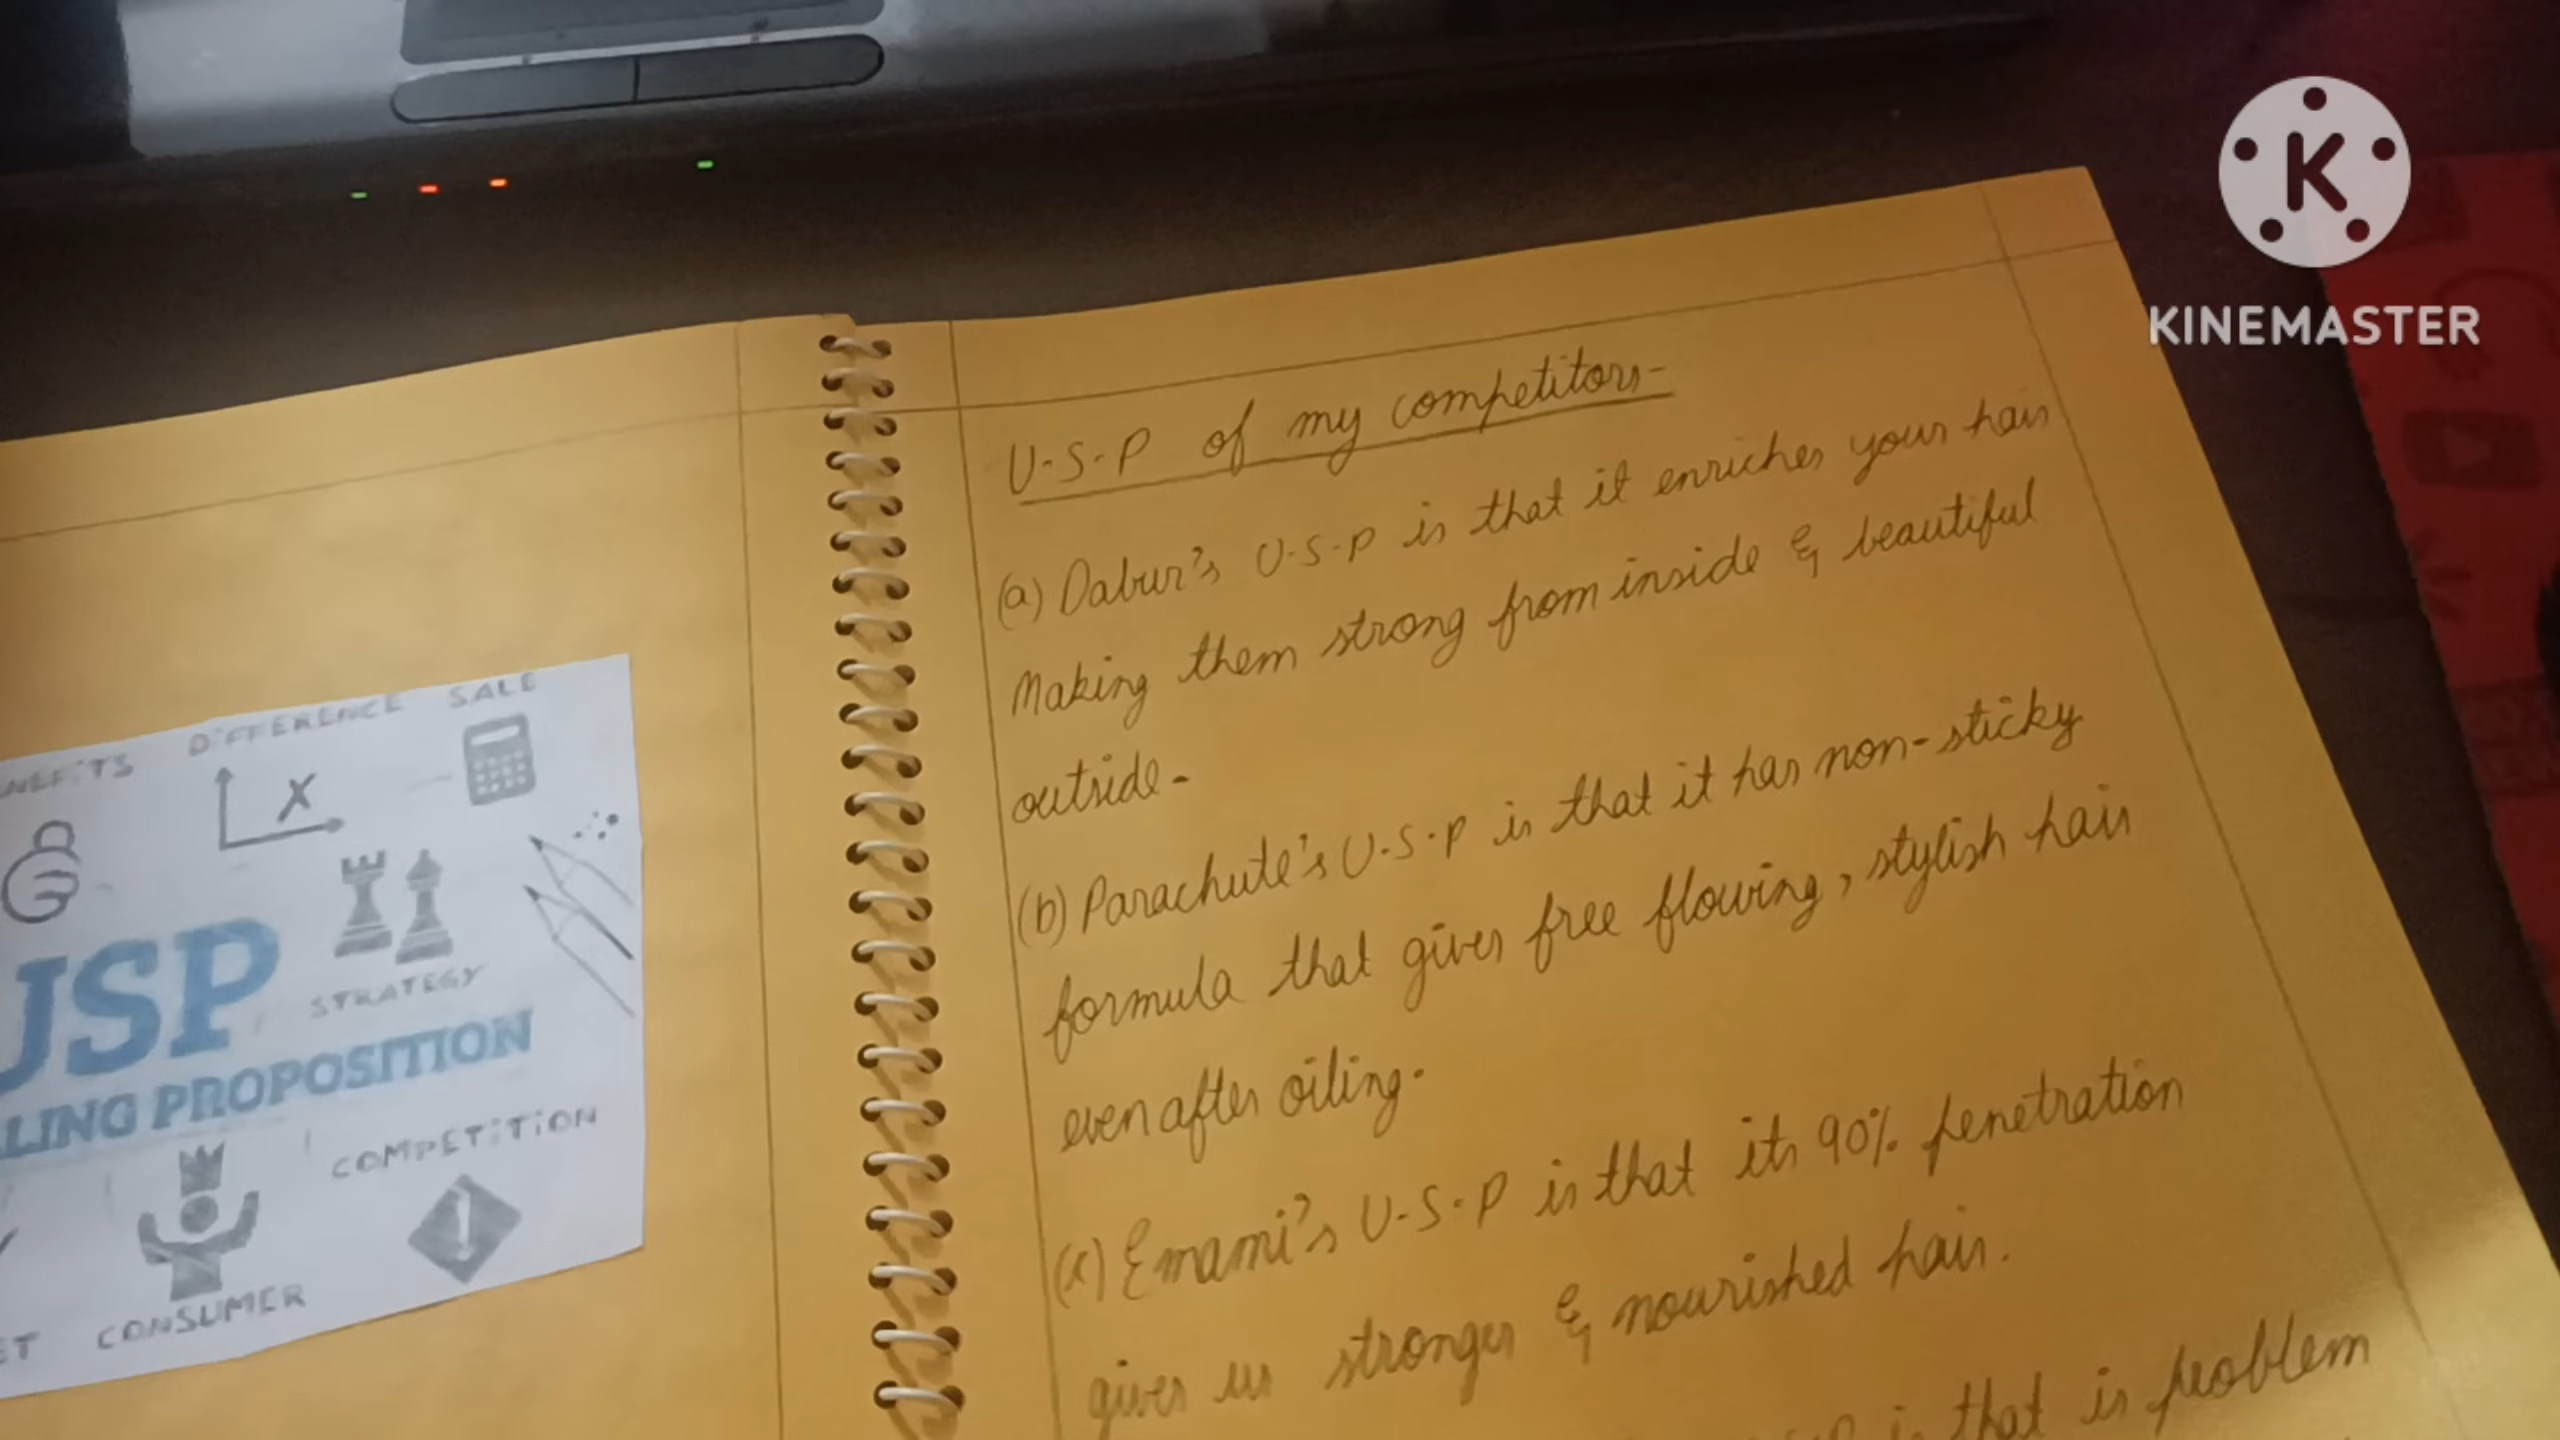 KINEMASTER
U.S.P of my competitors-
(a) Dabur's U.S.P is that it enriches your hair
Making them strong from inside & beautiful
outside-
(b) Parachute's U.S.P is that it has non-sticky
formula that gives free flowing, stylish hair
even after oiling.
(c) Emami's U.S.P is that its 90% penetration
gives us stronger & nourished hair.
is that is problem
DIFFERENCE SALE
STRATEGY
USP
PROPOSITION
COMPETITION
CONSUMER